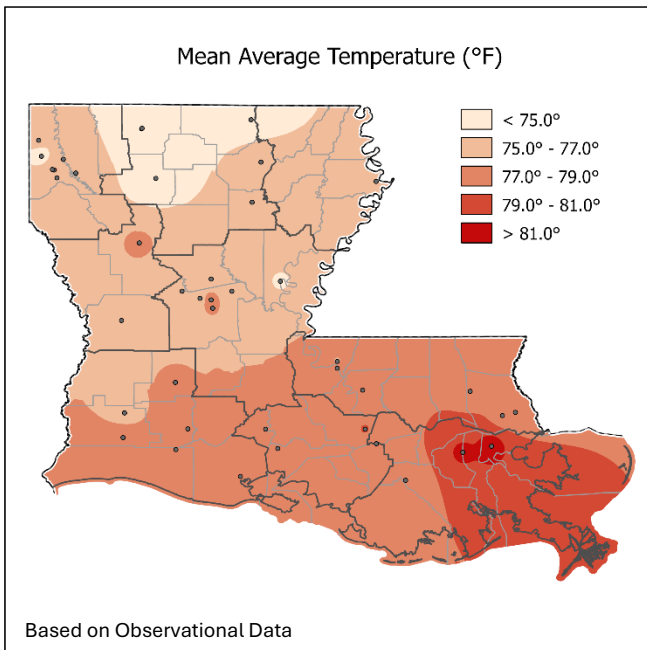 Mean Average Temperature (°F)
< 75.0°
75.0° - 77.0°
77.0° - 79.0°
79.0° - 81.0°
> 81.0°
Based on Observational Data